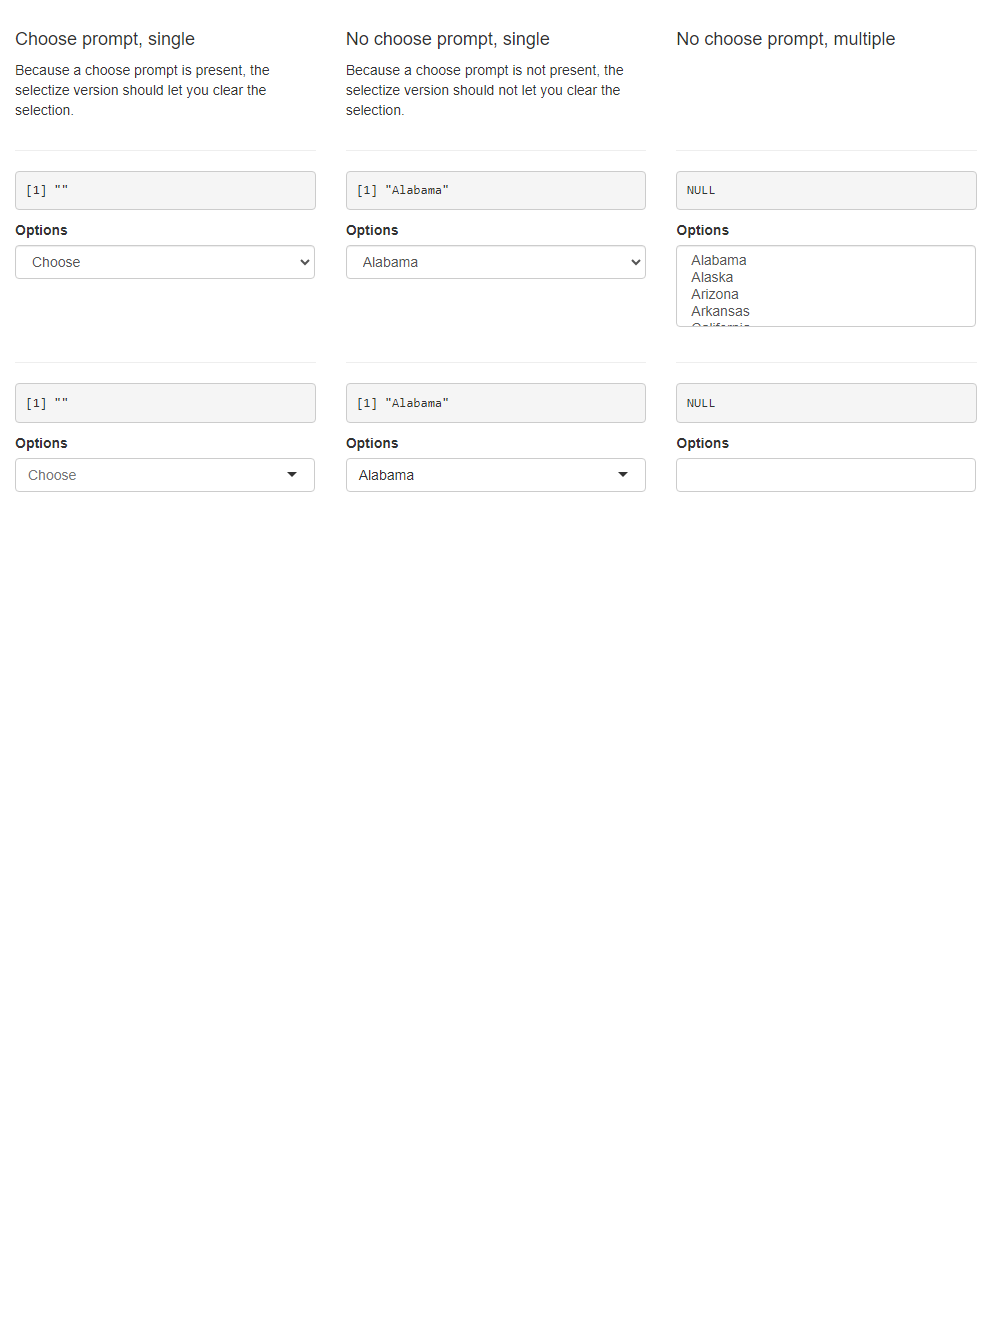 Choose prompt, single
Because a choose prompt is present, the
selectize version should let you clear the
selection.
[1] ""
Options
Choose
[1] ""
Options
Choose
No choose prompt, single
Because a choose prompt is not present, the
selectize version should not let you clear the
selection.
[1] "Alabama"
Options
Alabama
[1] "Alabama"
Options
Alabama
No choose prompt, multiple
NULL
Options
Alabama
Alaska
Arizona
Arkansas
California
NULL
Options